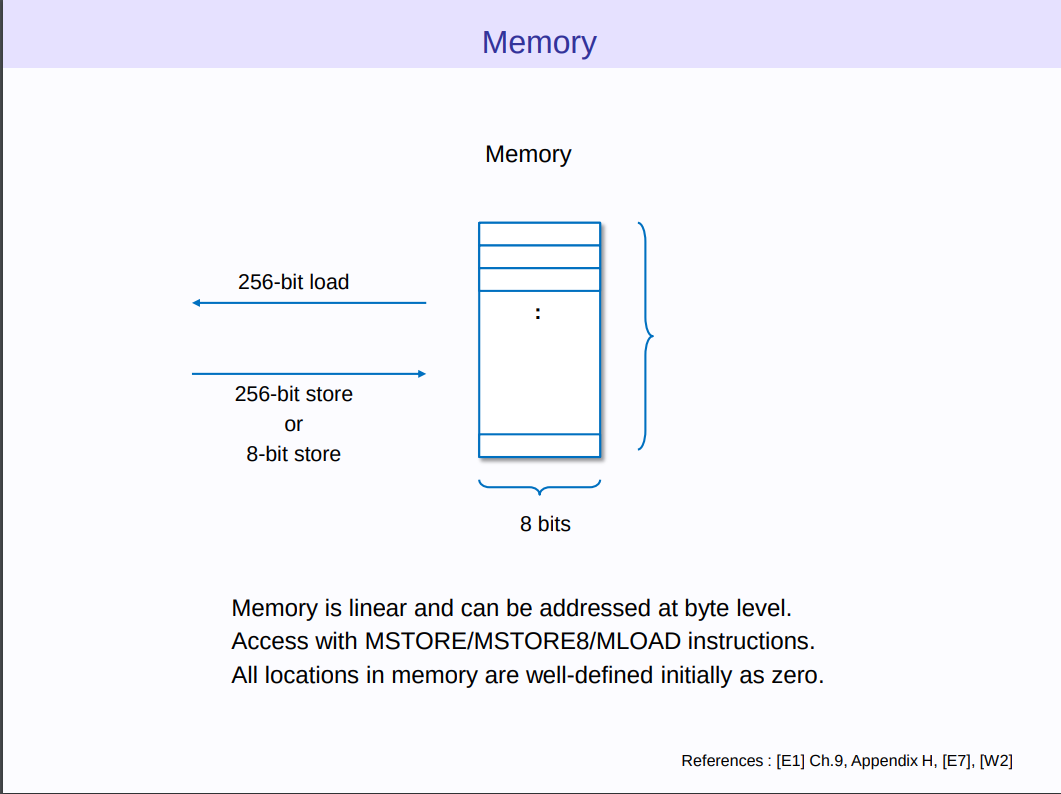 Memory
Memory
256-bit load
:
256-bit store
or
8-bit store
8 bits
Memory is linear and can be addressed at byte level.
Access with MSTORE/MSTORE8/MLOAD instructions.
All locations in memory are well-defined initially as zero.
References : [E1] Ch.9, Appendix H, [E7], [W2]